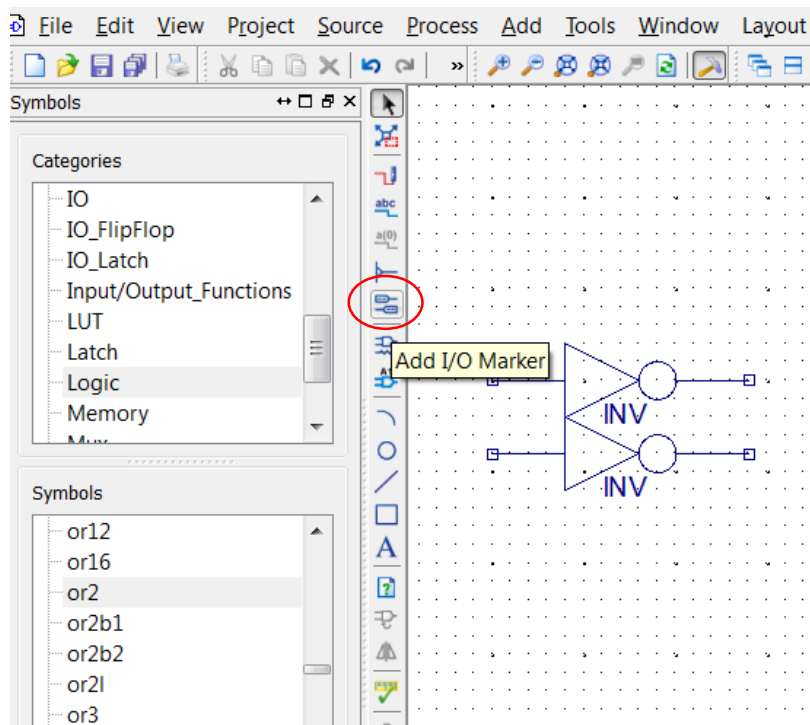 File Edit View Project Source Process Add Tools Window Layout
»
Symbols
Categories
IO
IO_FlipFlop
IO_Latch
Input/Output_Functions
LUT
Latch
Logic
Memory
Mux
Symbols
or12
or16
or2
or2b1
or2b2
or2l
or3
abc
a(0)
Add I/O Marker
A
?
INV
INV